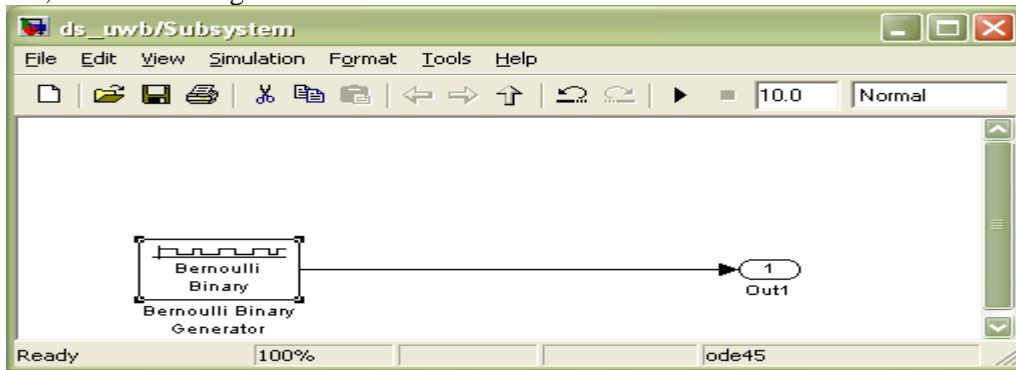 ds_uwb/Subsystem
File Edit View Simulation Format Tools Help
10.0 Normal
Bernoulli
Binary
1
Out1
Bernoulli Binary
Generator
Ready 100% ode45